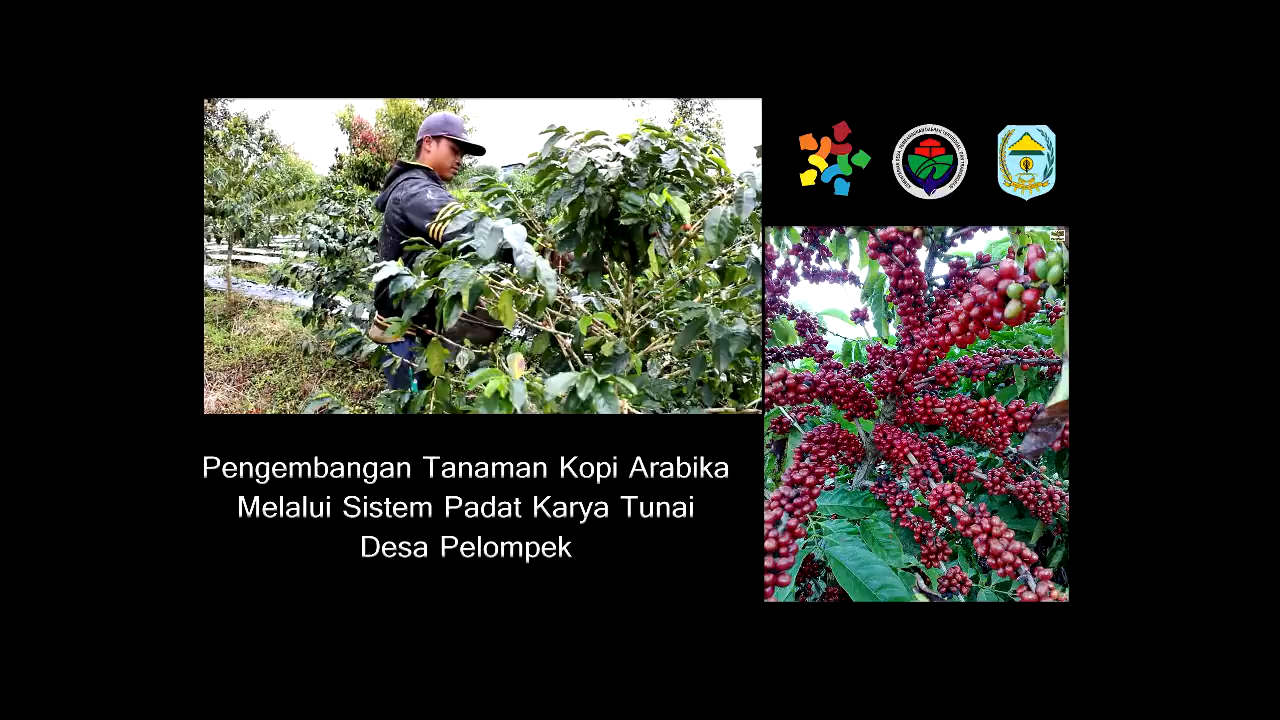 Pengembangan Tanaman Kopi Arabika
Melalui Sistem Padat Karya Tunai
Desa Pelompek